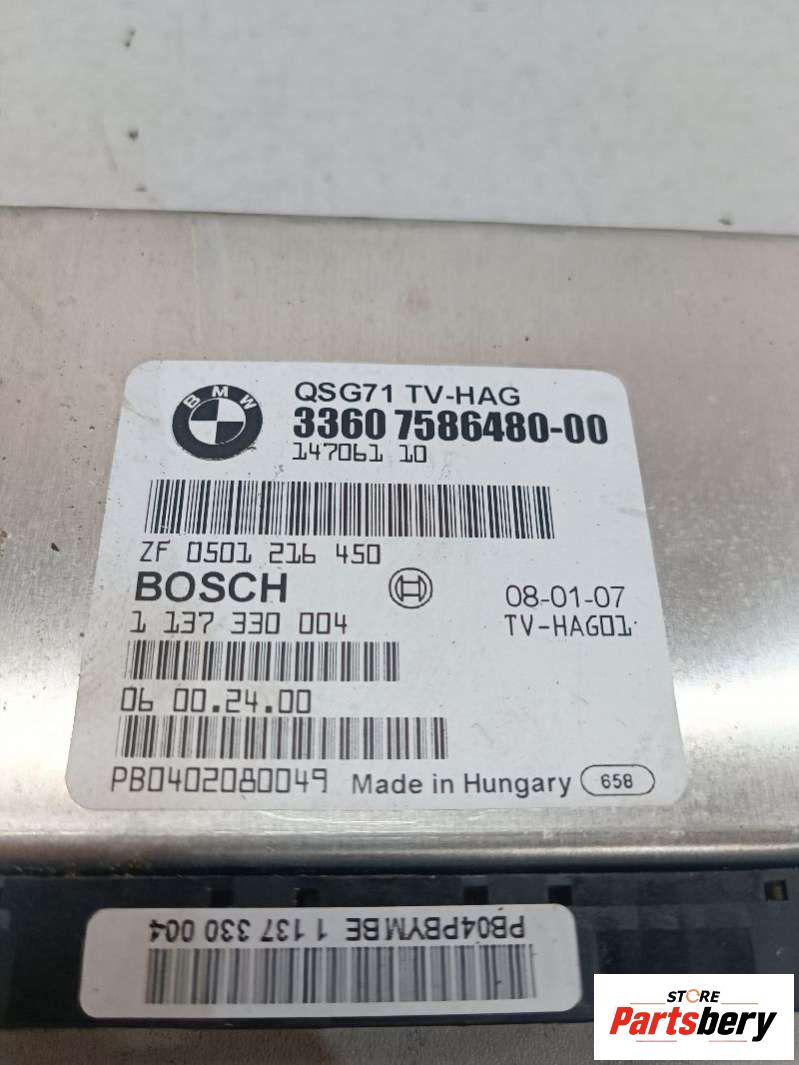 BMW
QSG71 TV-HAG
3360 7586480-00
147061 10
ZF 0501 216 450
BOSCH
08-01-07
1 137 330 004
TV-HAG01
06 00.24.00
PB0402080049
Made in Hungary
658
PB04PBYMBE 1 137 330 004
STORE
Partsbery